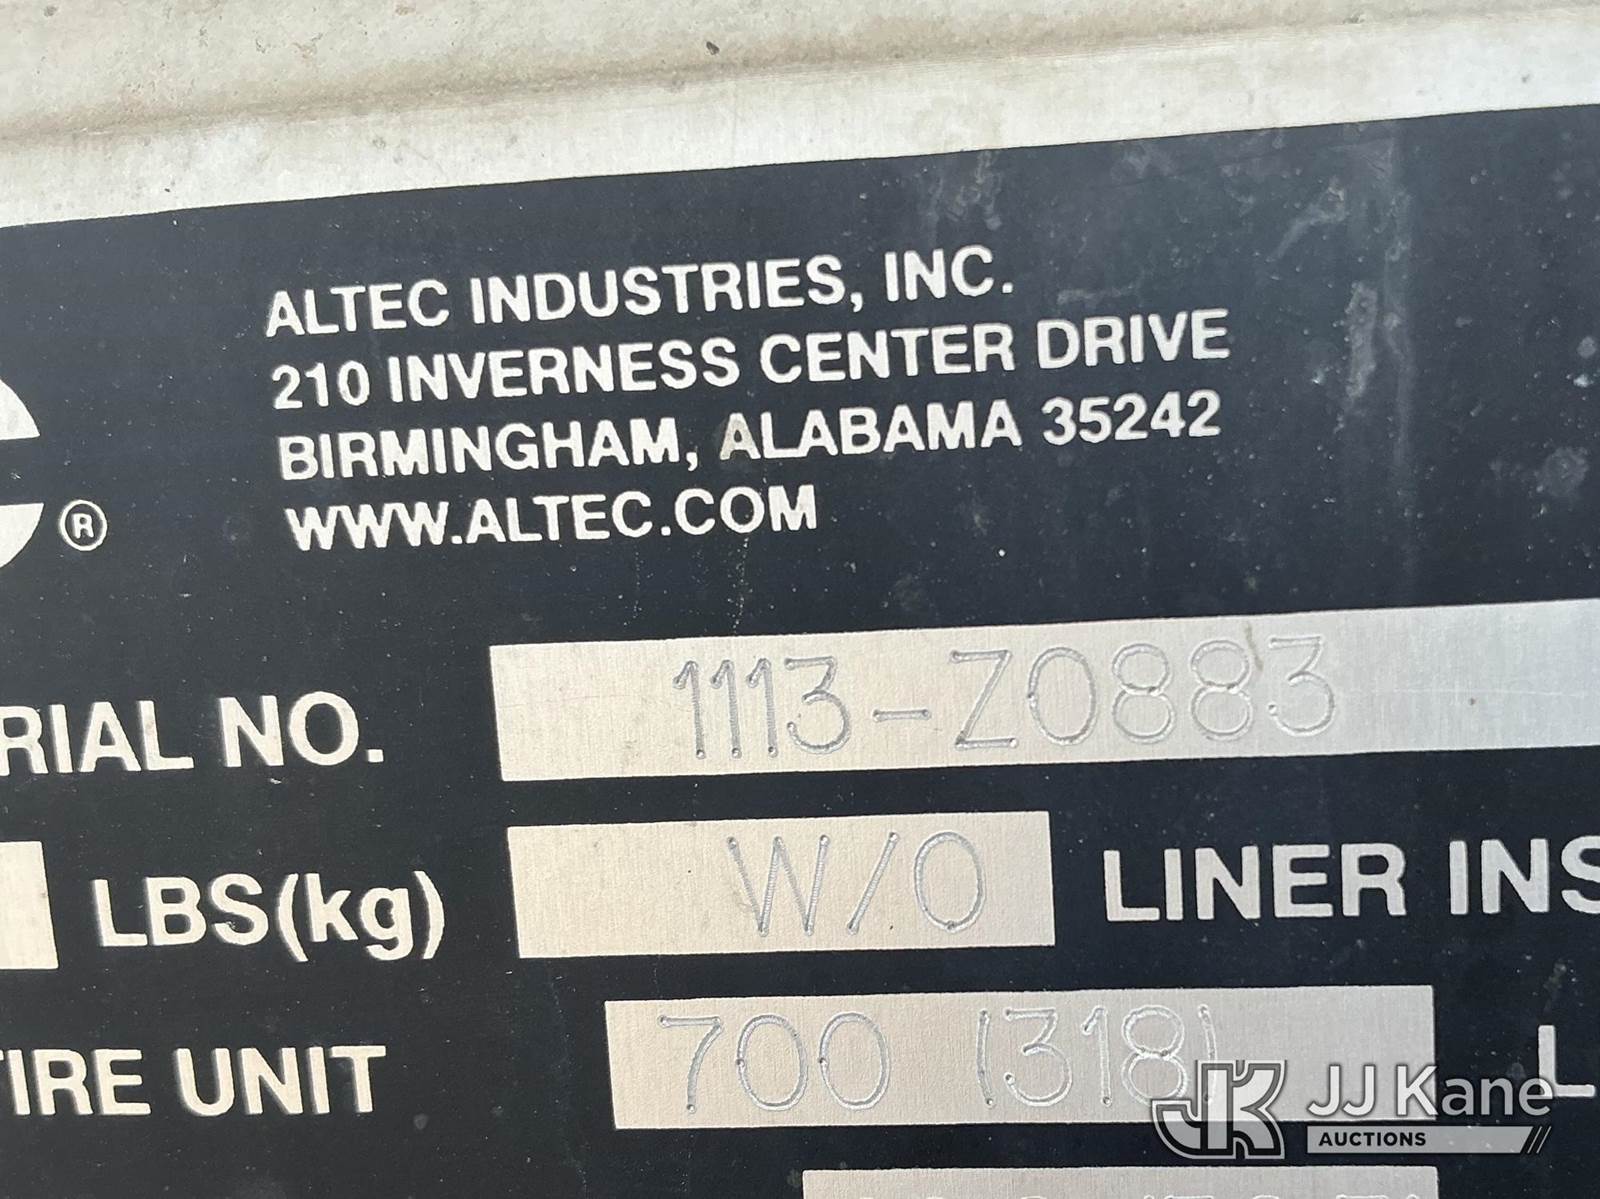 ALTEC INDUSTRIES, INC.
210 INVERNESS CENTER DRIVE
BIRMINGHAM, ALABAMA 35242
WWW.ALTEC.COM
®
RIAL NO. 1113-Z0883
LBS(kg) W/O LINER INS
TIRE UNIT 700 (318) L
JK JJ Kane
AUCTIONS